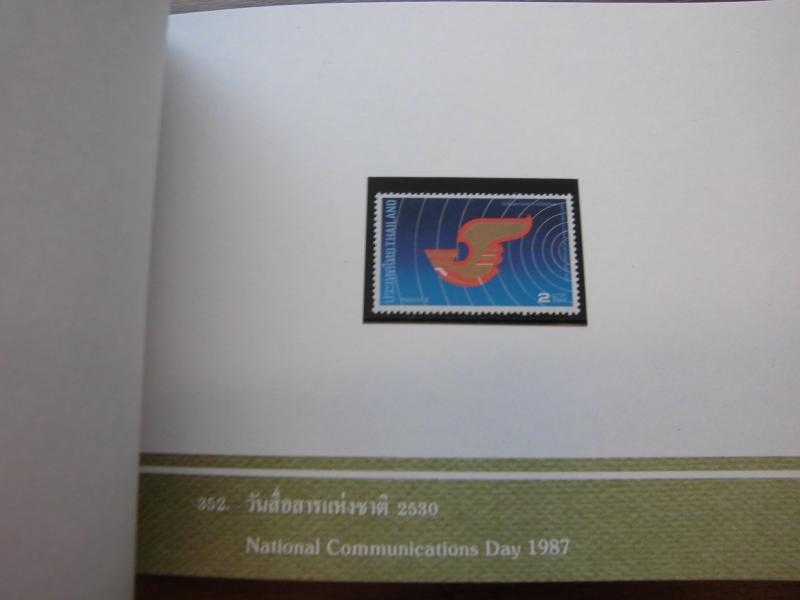 ประเทศไทย THAILAND
2
352. วันสื่อสารแห่งชาติ 2530
National Communications Day 1987